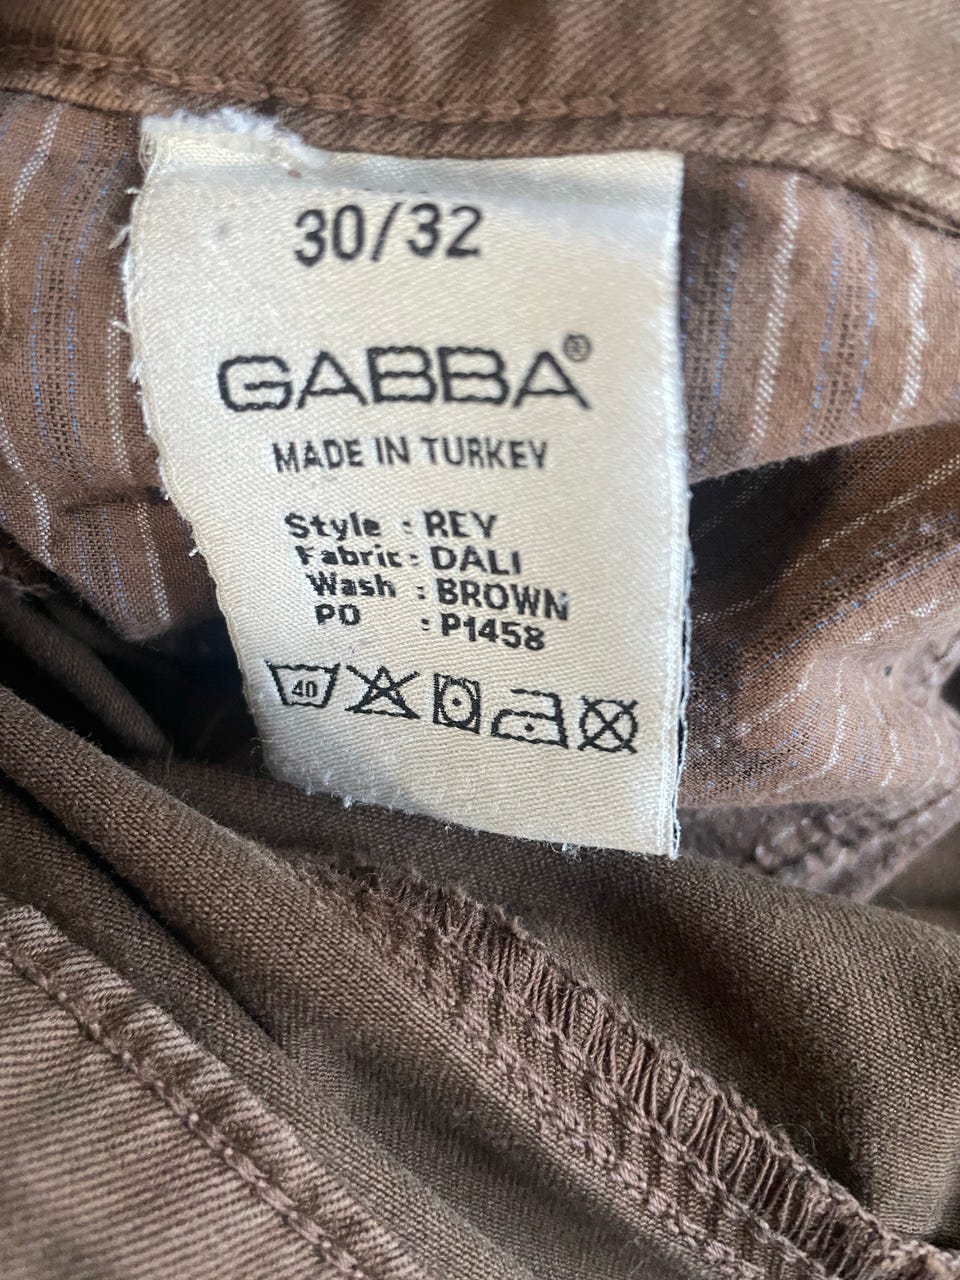 30/32
GABBA®
MADE IN TURKEY
Style : REY
Fabric : DALI
Wash : BROWN
PO : P1458
40